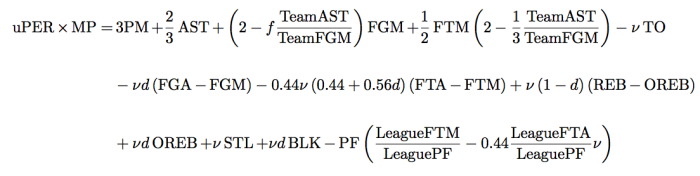 uPER × MP = 3PM + 2/3 AST + (2 − f TeamAST/TeamFGM) FGM + 1/2 FTM (2 − 1/3 TeamAST/TeamFGM) − ν TO
− νd (FGA − FGM) − 0.44ν (0.44 + 0.56d) (FTA − FTM) + ν (1 − d) (REB − OREB)
+ νd OREB + ν STL + νd BLK − PF (LeagueFTM/LeaguePF − 0.44 LeagueFTA/LeaguePF ν)